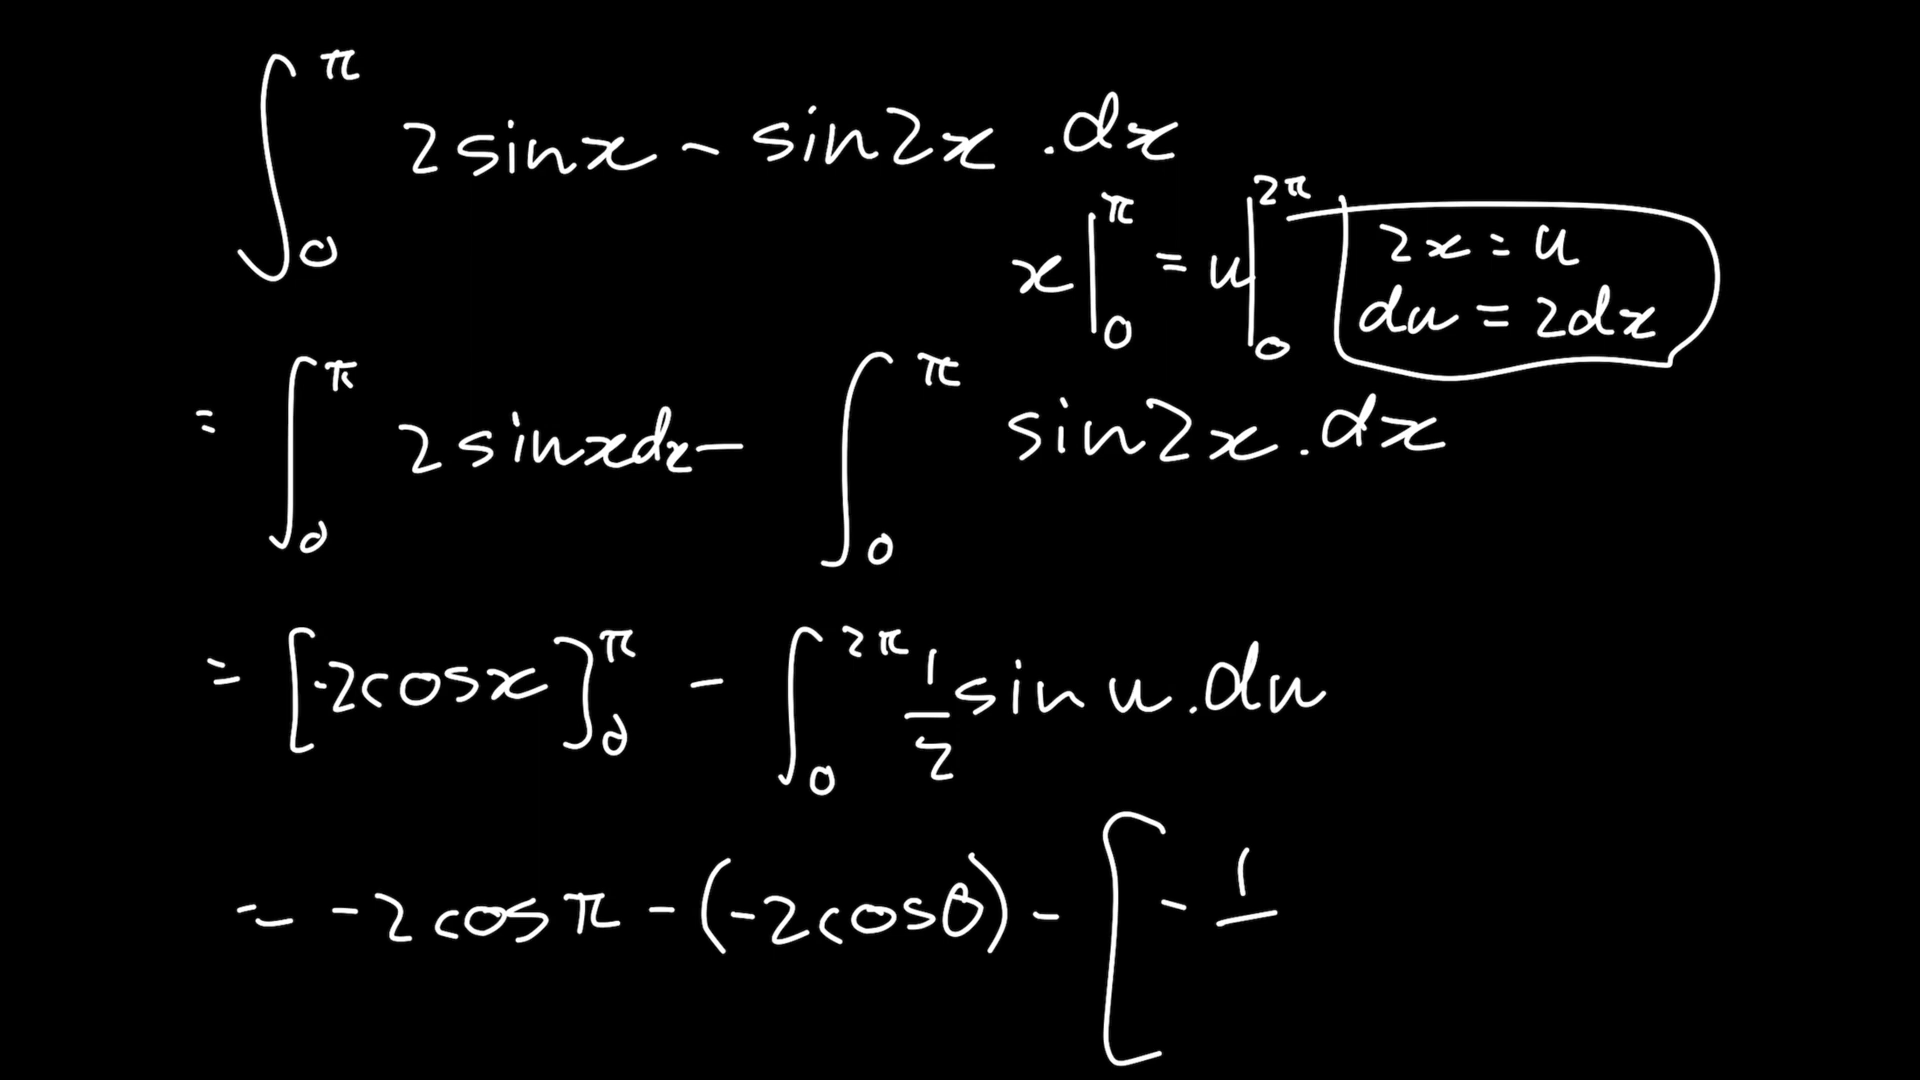 ∫₀^π 2sinx - sin2x .dx
x|₀^π = u|₀^2π
2x = u
du = 2dx
= ∫₀^π 2sinxdx - ∫₀^π sin2x.dx
= [-2cosx]₀^π - ∫₀^2π 1/2 sin u.du
= -2cosπ - (-2cos0) - [ - 1/